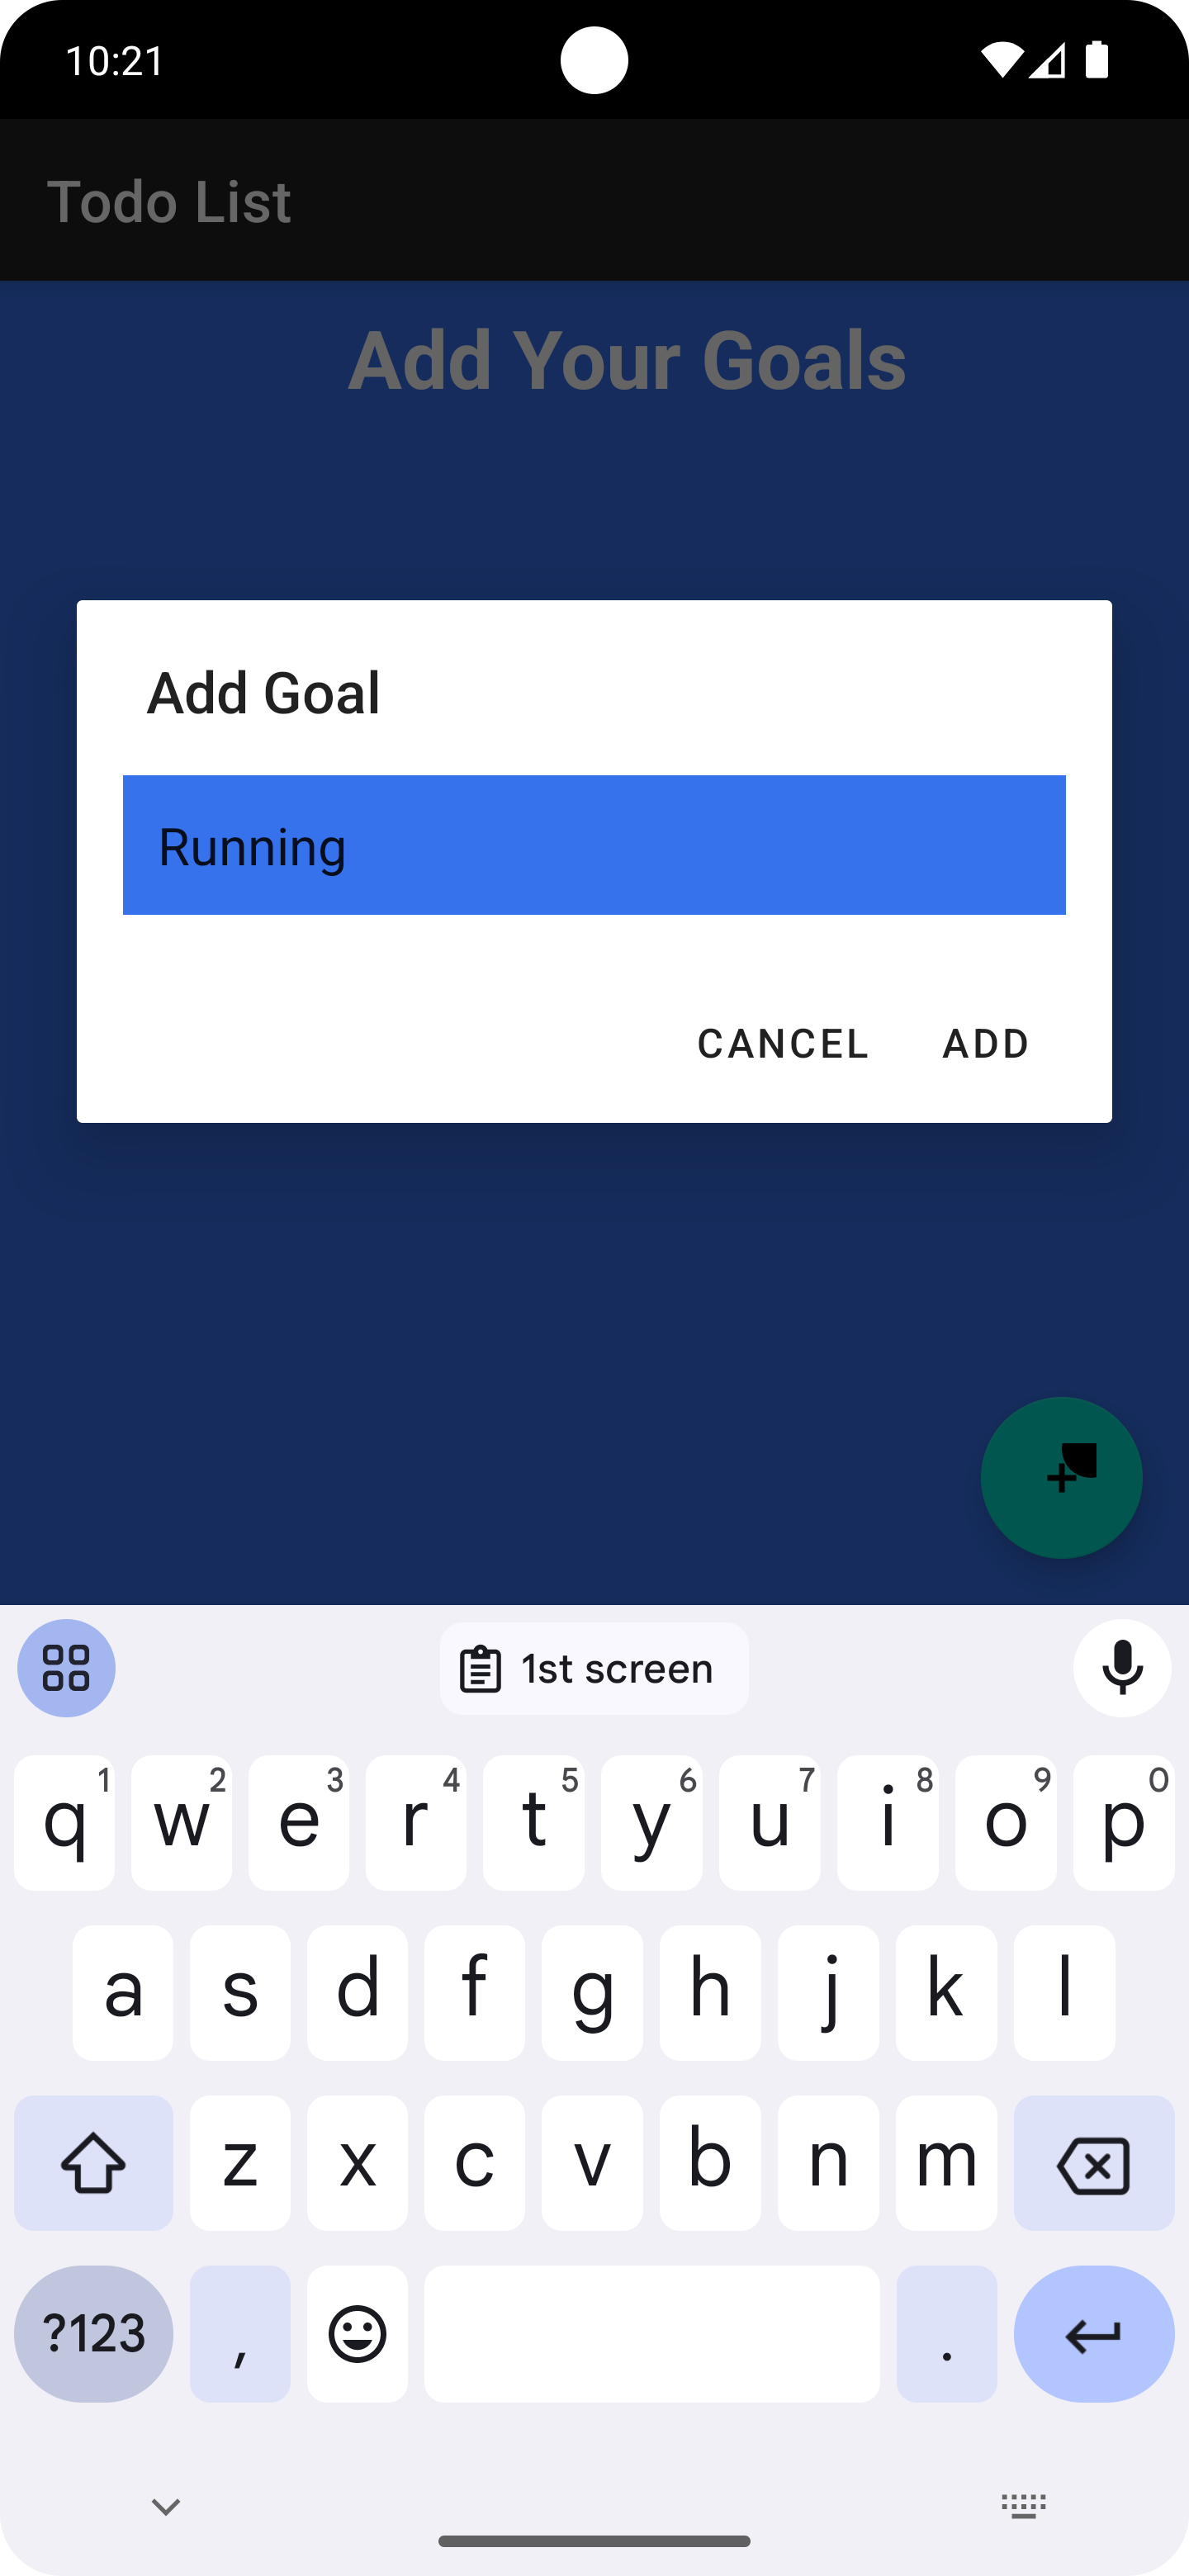 10:21
Todo List
Add Your Goals
Add Goal
Running
CANCEL ADD
1st screen
q 1 w 2 e 3 r 4 t 5 y 6 u 7 i 8 o 9 p 0
a s d f g h j k l
z x c v b n m
?123 , .